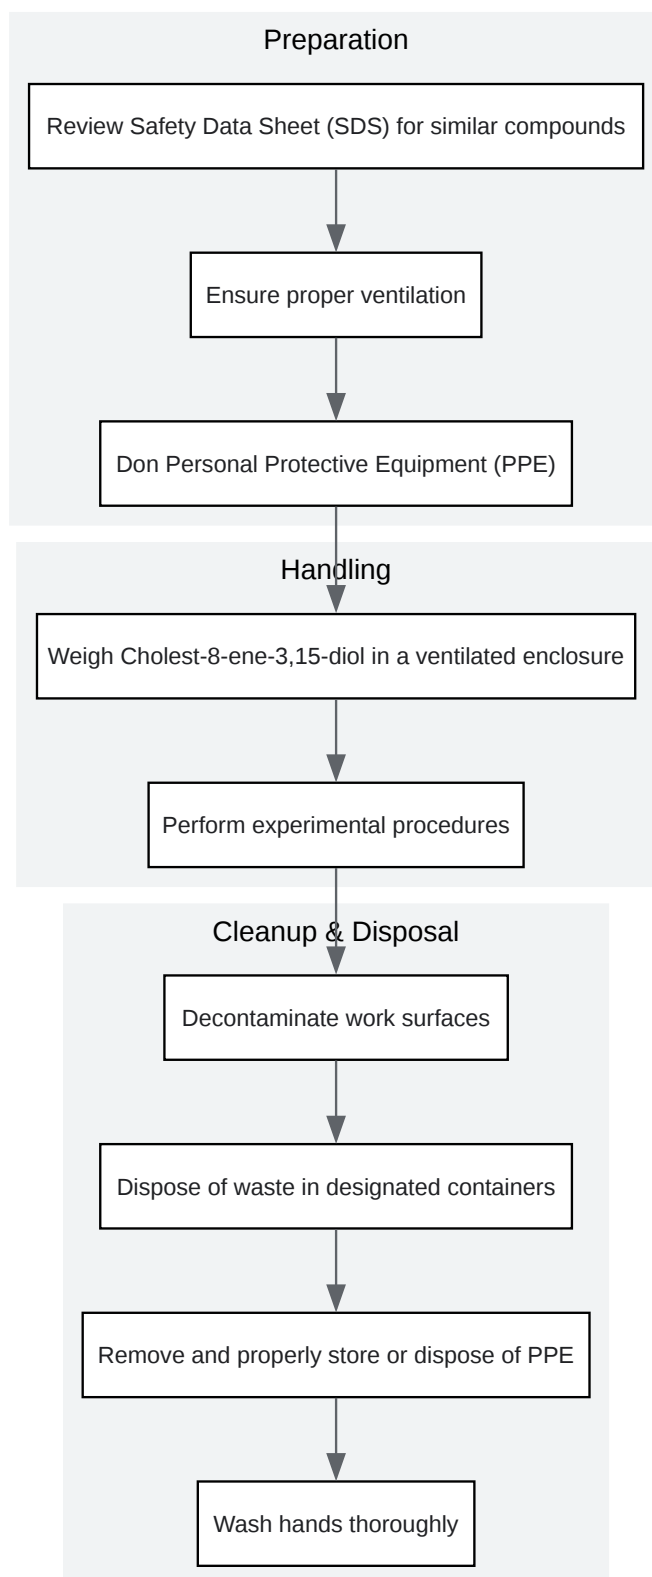 Preparation
Review Safety Data Sheet (SDS) for similar compounds
Ensure proper ventilation
Don Personal Protective Equipment (PPE)
Handling
Weigh Cholest-8-ene-3,15-diol in a ventilated enclosure
Perform experimental procedures
Cleanup & Disposal
Decontaminate work surfaces
Dispose of waste in designated containers
Remove and properly store or dispose of PPE
Wash hands thoroughly